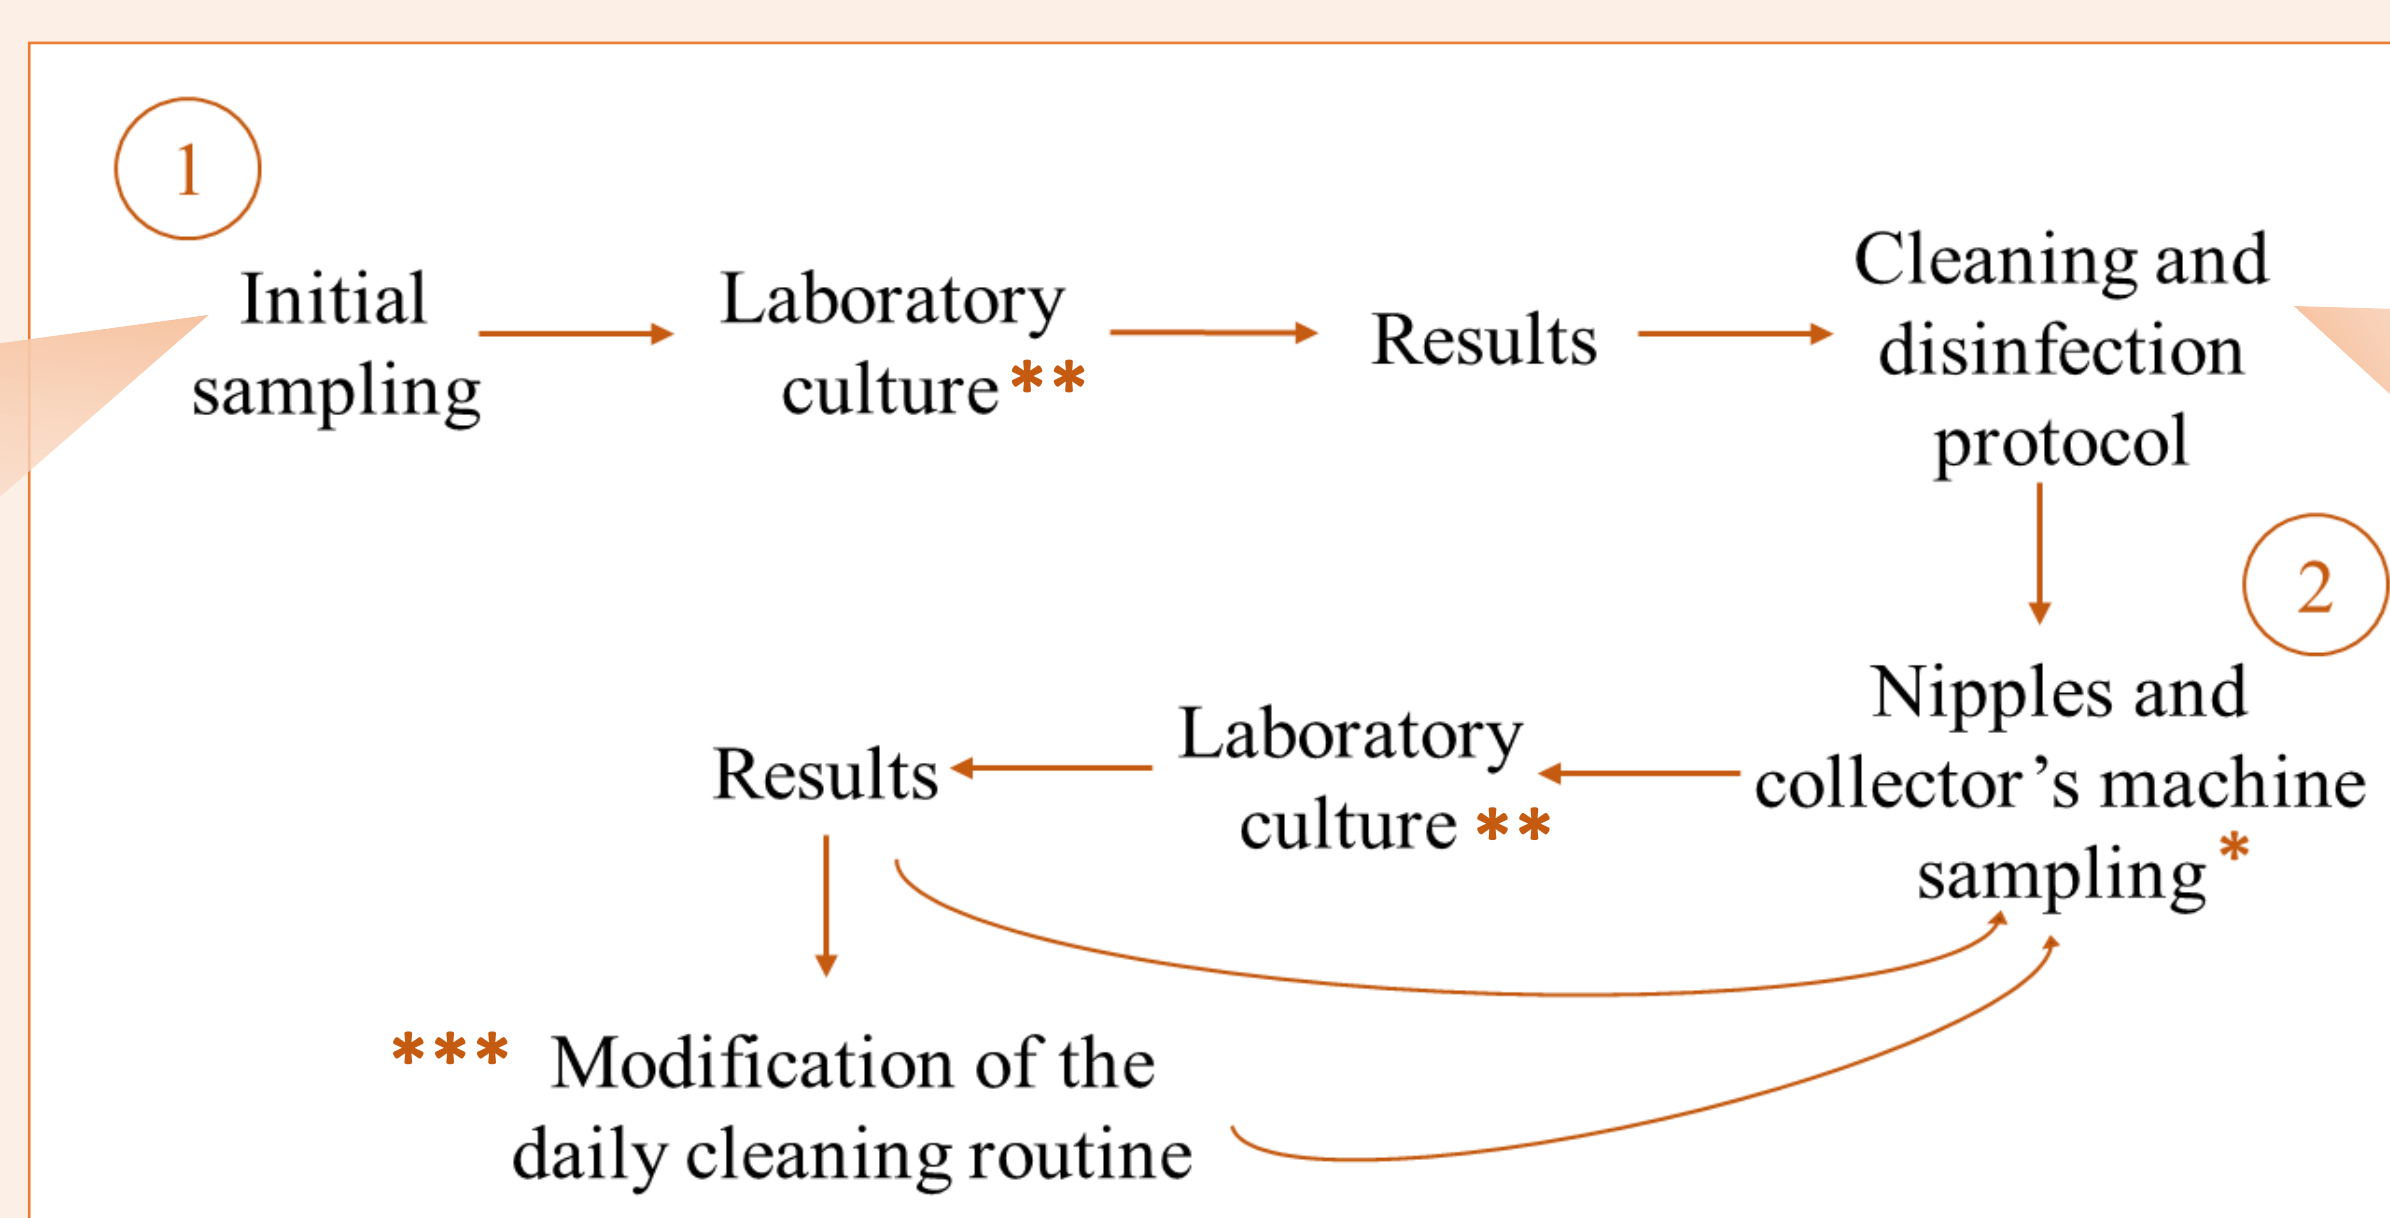 1
Initial
sampling
Laboratory
culture **
Results
Cleaning and
disinfection
protocol
2
Nipples and
collector’s machine
sampling *
Laboratory
culture **
Results
*** Modification of the
daily cleaning routine